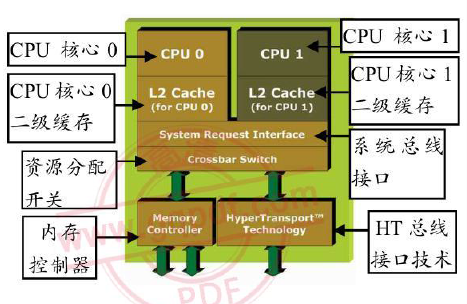 CPU 核心 0
CPU 0
CPU 1
CPU 核心 1
CPU 核心 0
二级缓存
L2 Cache
(for CPU 0)
L2 Cache
(for CPU 1)
CPU 核心 1
二级缓存
System Request Interface
系统总线
接口
资源分配
开关
Crossbar Switch
内存
控制器
Memory
Controller
HyperTransport™
Technology
HT 总线
接口技术
PDF